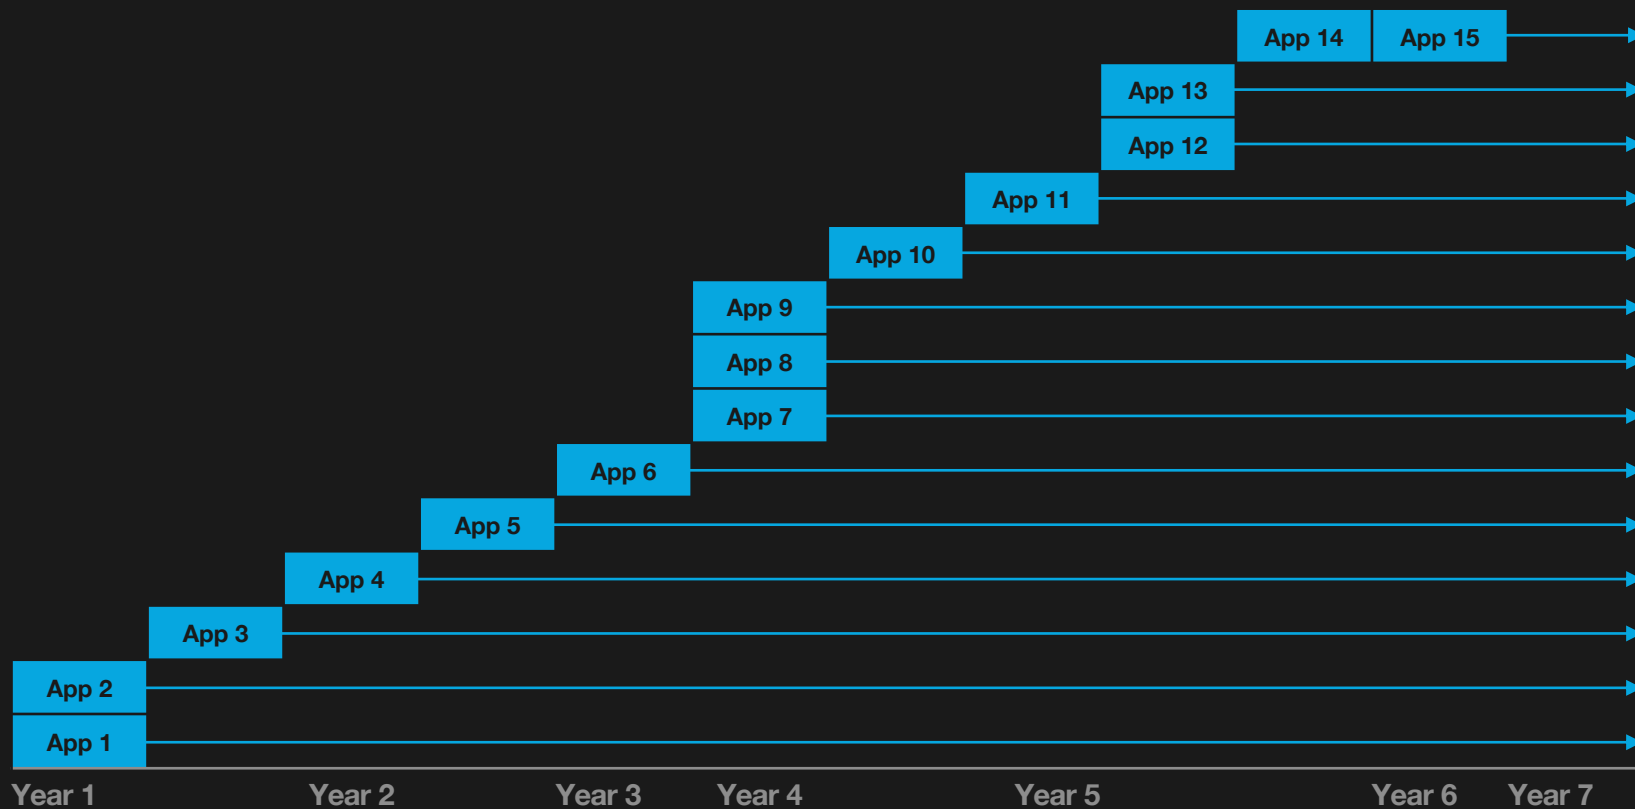 App 14 App 15
App 13
App 12
App 11
App 10
App 9
App 8
App 7
App 6
App 5
App 4
App 3
App 2
App 1
Year 1 Year 2 Year 3 Year 4 Year 5 Year 6 Year 7